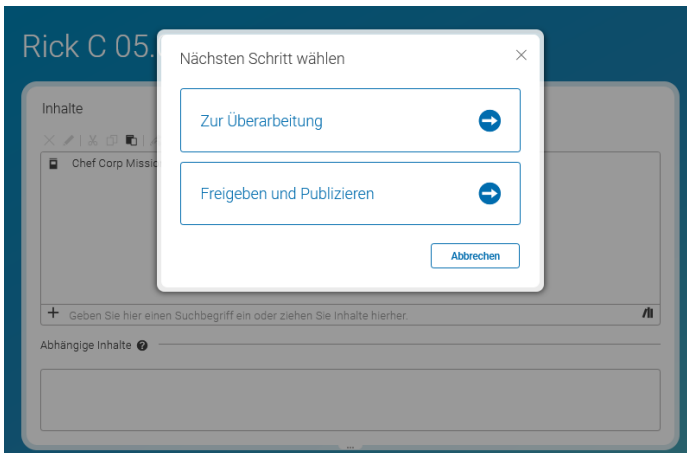 Rick C 05.
Nächsten Schritt wählen
Inhalte
Zur Überarbeitung
Chef Corp Missio
Freigeben und Publizieren
Abbrechen
Geben Sie hier einen Suchbegriff ein oder ziehen Sie Inhalte hierher.
Abhängige Inhalte